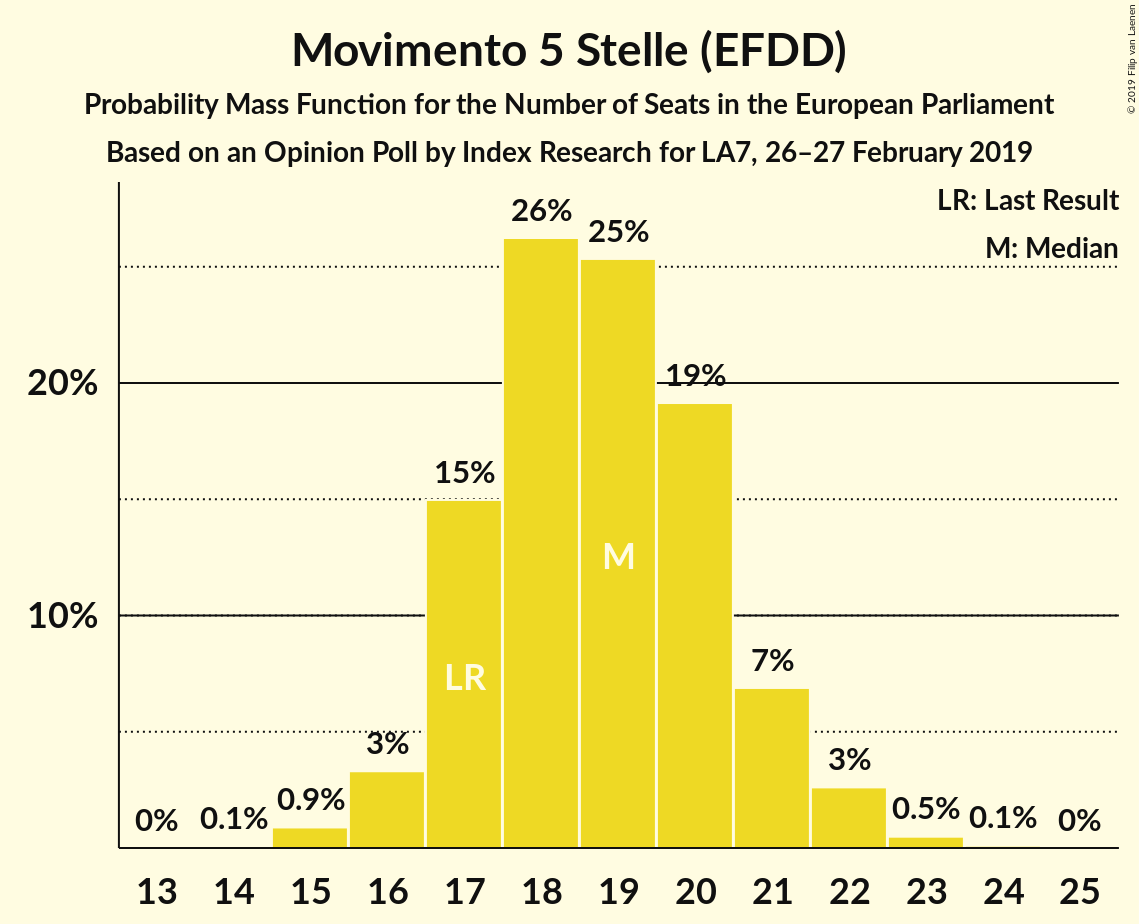 Movimento 5 Stelle (EFDD)
Probability Mass Function for the Number of Seats in the European Parliament
Based on an Opinion Poll by Index Research for LA7, 26–27 February 2019
© 2019 Filip van Laenen
LR: Last Result
M: Median
26%
25%
20%
19%
15%
M
10%
7%
LR
3%
3%
0%
0.1%
0.9%
0.5%
0.1%
0%
13 14 15 16 17 18 19 20 21 22 23 24 25